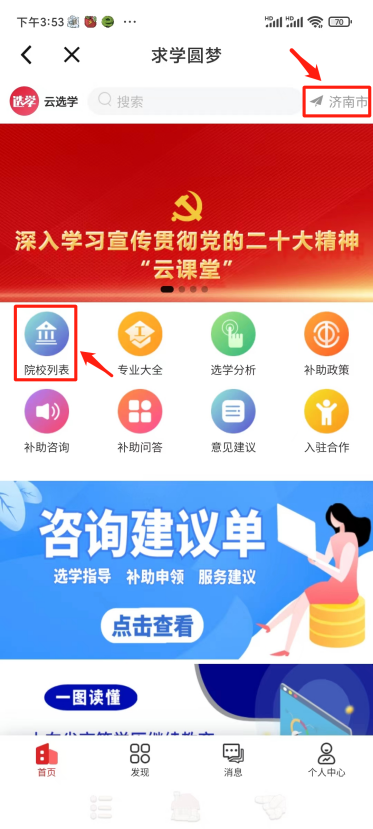 下午3:53
70
求学圆梦
选学 云选学 搜索 济南市
深入学习宣传贯彻党的二十大精神
“云课堂”
院校列表 专业大全 选学分析 补助政策
补助咨询 补助问答 意见建议 入驻合作
咨询建议单
选学指导 补助申领 服务建议
点击查看
一图读懂
首页 发现 消息 个人中心